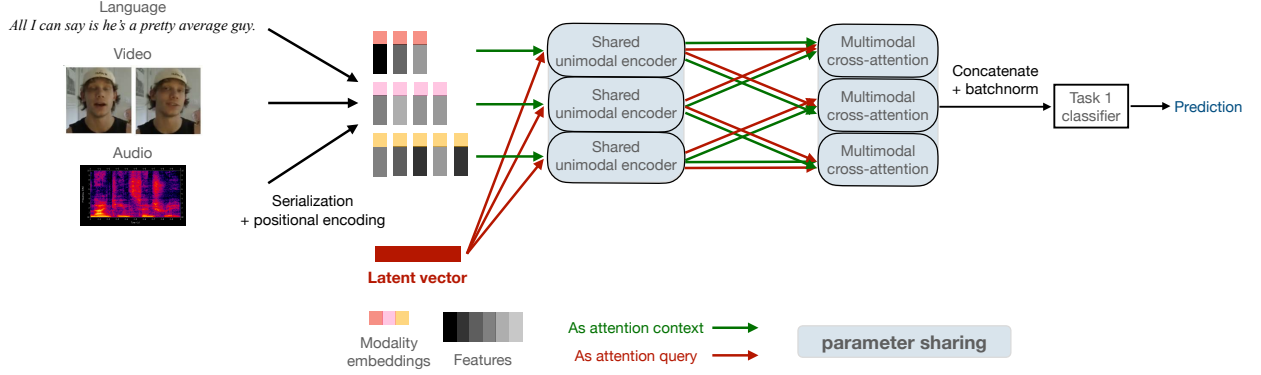 Language
All I can say is he's a pretty average guy.
Video
Audio
Serialization
+ positional encoding
Latent vector
Shared
unimodal encoder
Shared
unimodal encoder
Shared
unimodal encoder
Multimodal
cross-attention
Multimodal
cross-attention
Multimodal
cross-attention
Concatenate
+ batchnorm
Task 1
classifier
Prediction
Modality
embeddings
Features
As attention context
As attention query
parameter sharing